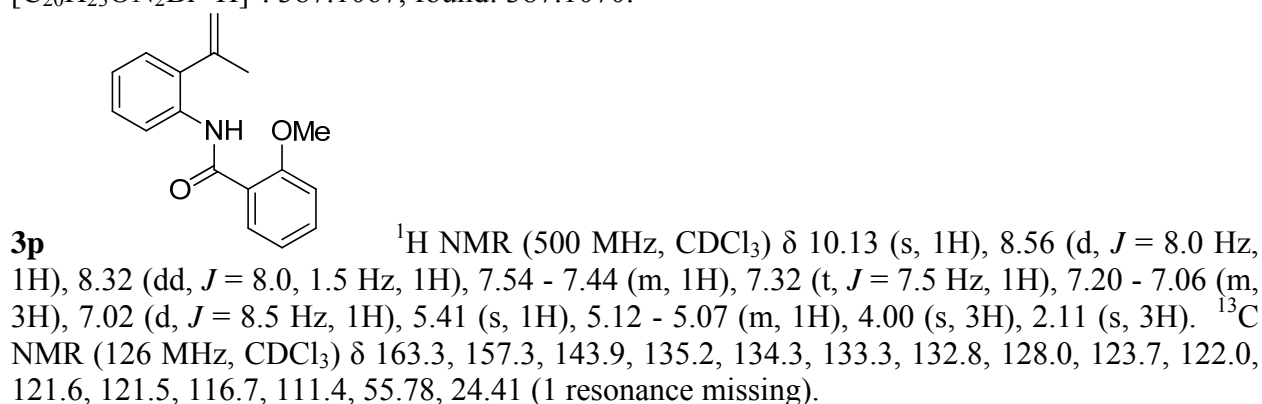 [C₂₀H₂₃ON₂Br+H]⁺: 387.1067, found: 387.1070.
NH OMe
O
3p ¹H NMR (500 MHz, CDCl₃) δ 10.13 (s, 1H), 8.56 (d, J = 8.0 Hz,
1H), 8.32 (dd, J = 8.0, 1.5 Hz, 1H), 7.54 - 7.44 (m, 1H), 7.32 (t, J = 7.5 Hz, 1H), 7.20 - 7.06 (m,
3H), 7.02 (d, J = 8.5 Hz, 1H), 5.41 (s, 1H), 5.12 - 5.07 (m, 1H), 4.00 (s, 3H), 2.11 (s, 3H). ¹³C
NMR (126 MHz, CDCl₃) δ 163.3, 157.3, 143.9, 135.2, 134.3, 133.3, 132.8, 128.0, 123.7, 122.0,
121.6, 121.5, 116.7, 111.4, 55.78, 24.41 (1 resonance missing).